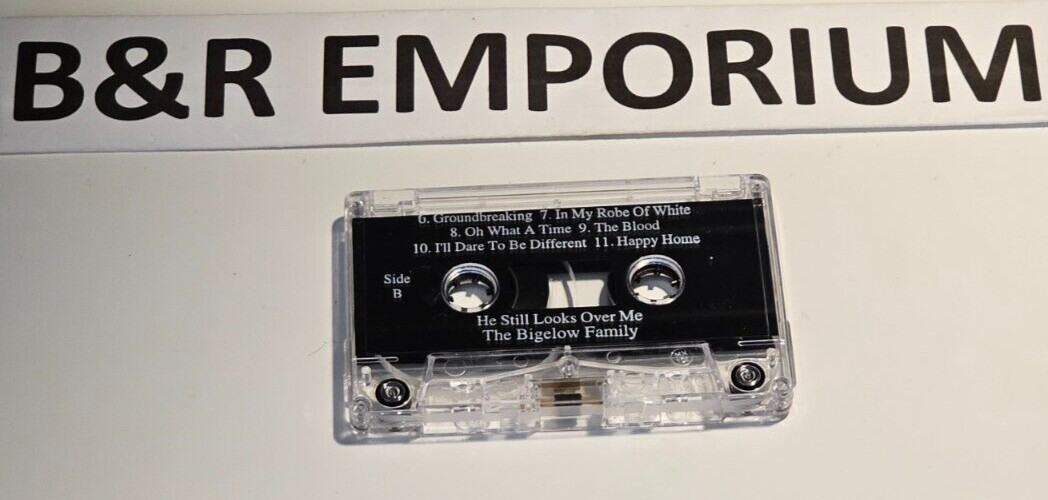 B&R EMPORIUM
6. Groundbreaking 7. In My Robe Of White
8. Oh What A Time 9. The Blood
10. I'll Dare To Be Different 11. Happy Home
Side
B
He Still Looks Over Me
The Bigelow Family